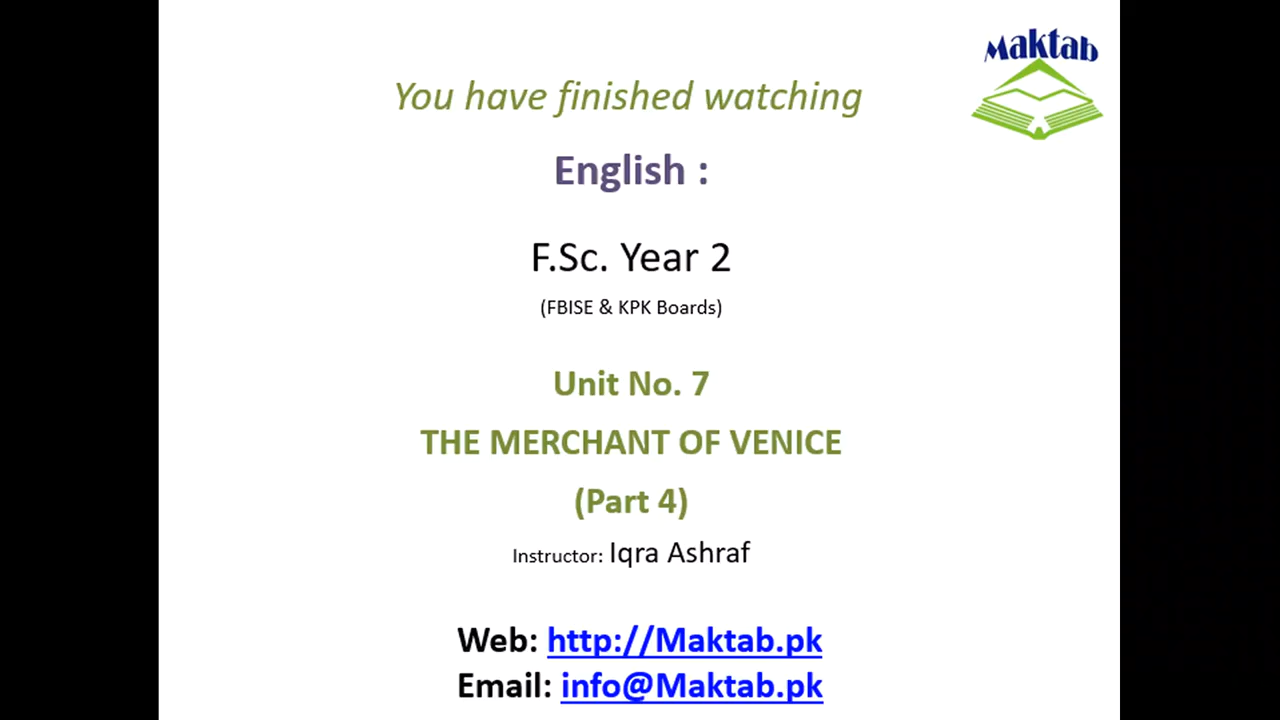 Maktab
You have finished watching
English :
F.Sc. Year 2
(FBISE & KPK Boards)
Unit No. 7
THE MERCHANT OF VENICE
(Part 4)
Instructor: Iqra Ashraf
Web: http://Maktab.pk
Email: info@Maktab.pk